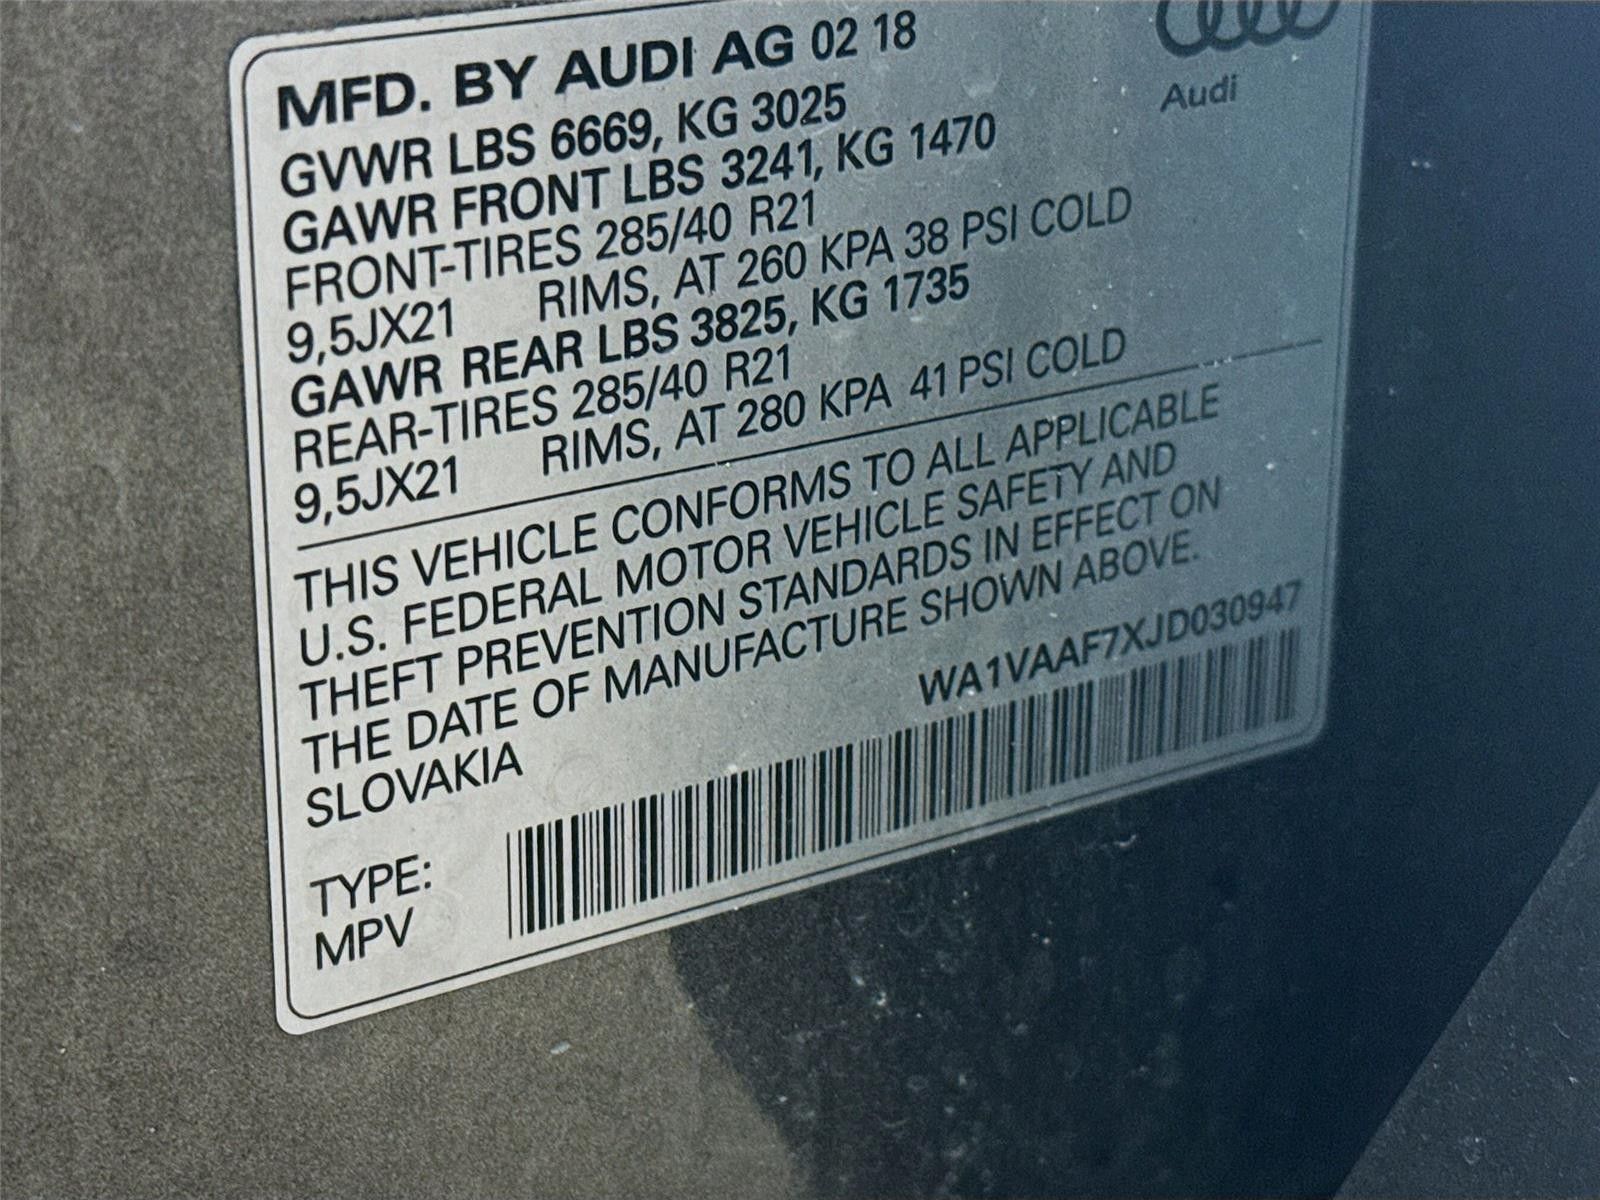 MFD. BY AUDI AG 02 18
Audi
GVWR LBS 6669, KG 3025
GAWR FRONT LBS 3241, KG 1470
FRONT-TIRES 285/40 R21
9,5JX21 RIMS, AT 260 KPA 38 PSI COLD
GAWR REAR LBS 3825, KG 1735
REAR-TIRES 285/40 R21
9,5JX21 RIMS, AT 280 KPA 41 PSI COLD
THIS VEHICLE CONFORMS TO ALL APPLICABLE
U.S. FEDERAL MOTOR VEHICLE SAFETY AND
THEFT PREVENTION STANDARDS IN EFFECT ON
THE DATE OF MANUFACTURE SHOWN ABOVE.
SLOVAKIA
WA1VAAF7XJD030947
TYPE:
MPV